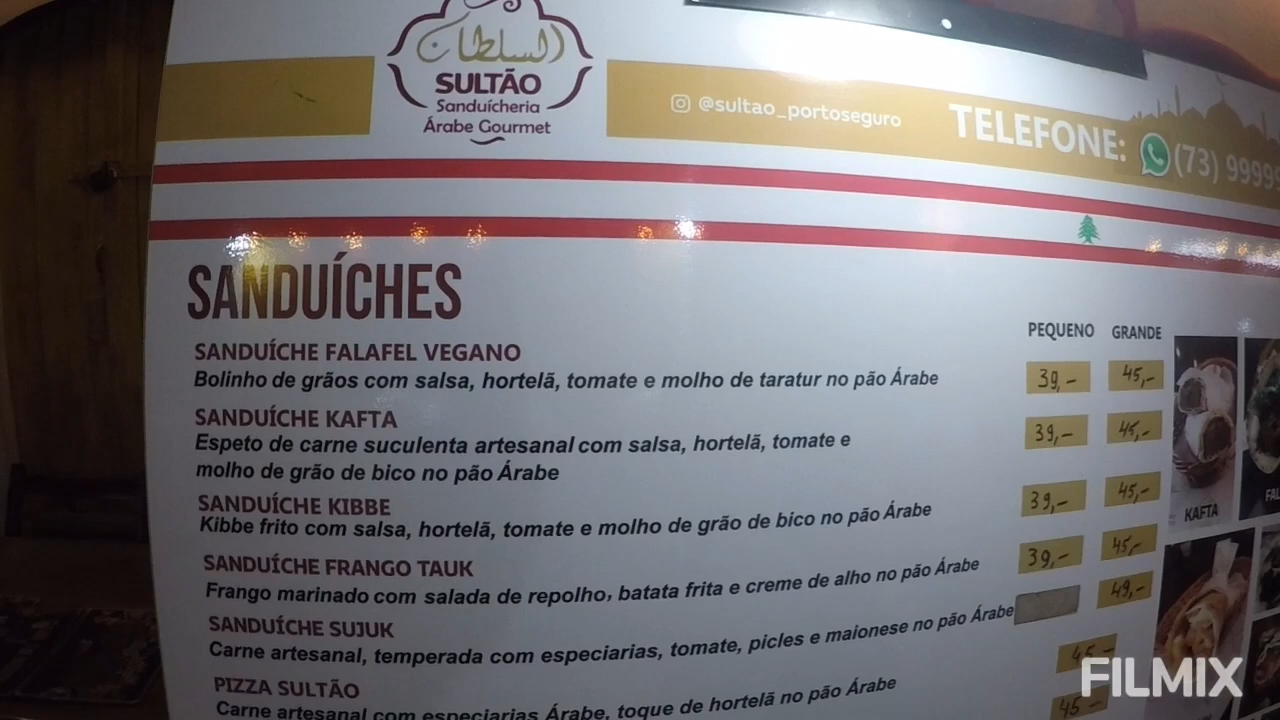 السلطان
SULTÃO
Sanduícheria
Árabe Gourmet
@sultao_portoseguro
TELEFONE: (73) 9999
SANDUÍCHES
PEQUENO GRANDE
SANDUÍCHE FALAFEL VEGANO
Bolinho de grãos com salsa, hortelã, tomate e molho de taratur no pão Árabe
39,- 45,-
SANDUÍCHE KAFTA
Espeto de carne suculenta artesanal com salsa, hortelã, tomate e
molho de grão de bico no pão Árabe
39,- 45,-
SANDUÍCHE KIBBE
Kibbe frito com salsa, hortelã, tomate e molho de grão de bico no pão Árabe
39,- 45,-
SANDUÍCHE FRANGO TAUK
Frango marinado com salada de repolho, batata frita e creme de alho no pão Árabe
39,- 45,-
SANDUÍCHE SUJUK
Carne artesanal, temperada com especiarias, tomate, picles e maionese no pão Árabe
49,-
PIZZA SULTÃO
Carne artesanal com especiarias Árabe, toque de hortelã no pão Árabe
45,-
45,-
KAFTA
FAL
FILMIX